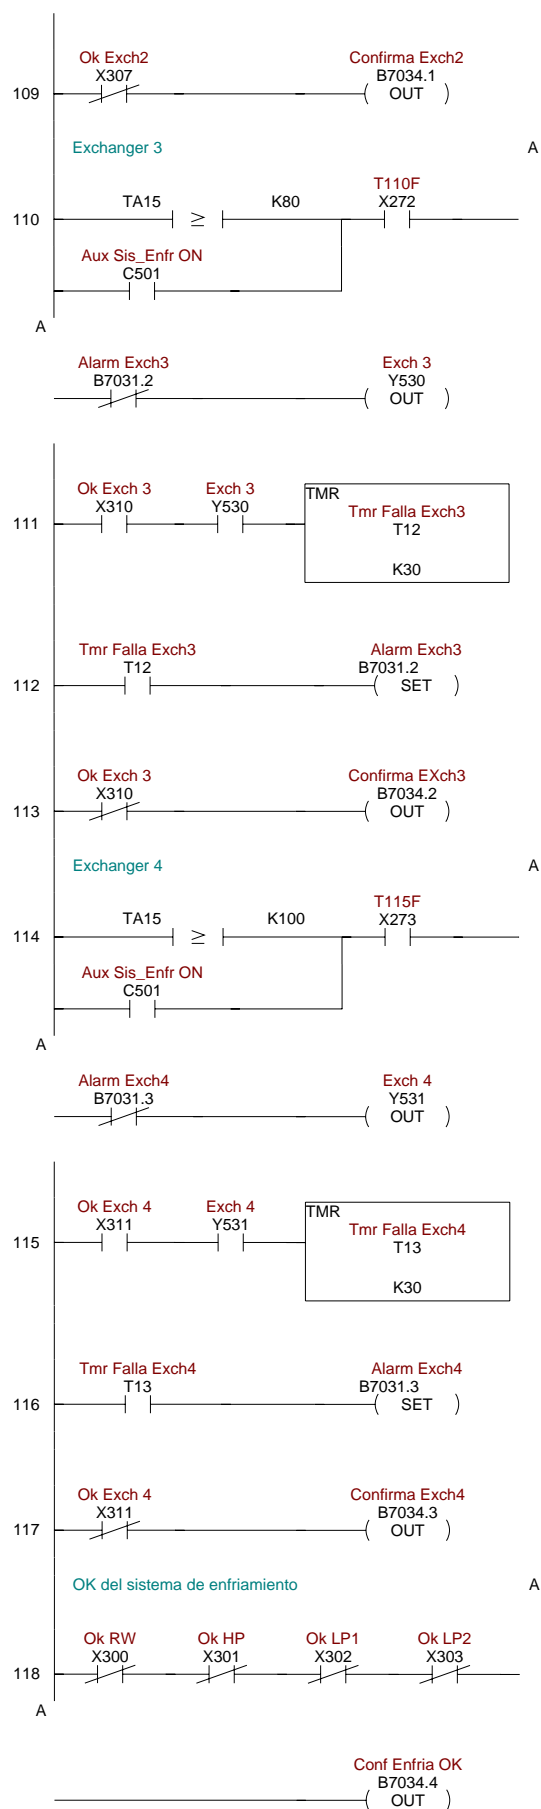 Ok Exch2 Confirma Exch2
X307 B7034.1
109 OUT
Exchanger 3 A
T110F
TA15 ≥ K80 X272
110
Aux Sis_Enfr ON
C501
A
Alarm Exch3 Exch 3
B7031.2 Y530
OUT
TMR
Ok Exch 3 Exch 3 Tmr Falla Exch3
X310 Y530 T12
111
K30
Tmr Falla Exch3 Alarm Exch3
T12 B7031.2
112 SET
Ok Exch 3 Confirma EXch3
X310 B7034.2
113 OUT
Exchanger 4 A
T115F
TA15 ≥ K100 X273
114
Aux Sis_Enfr ON
C501
A
Alarm Exch4 Exch 4
B7031.3 Y531
OUT
TMR
Ok Exch 4 Exch 4 Tmr Falla Exch4
X311 Y531 T13
115
K30
Tmr Falla Exch4 Alarm Exch4
T13 B7031.3
116 SET
Ok Exch 4 Confirma Exch4
X311 B7034.3
117 OUT
OK del sistema de enfriamiento A
Ok RW Ok HP Ok LP1 Ok LP2
X300 X301 X302 X303
118
A
Conf Enfria OK
B7034.4
OUT